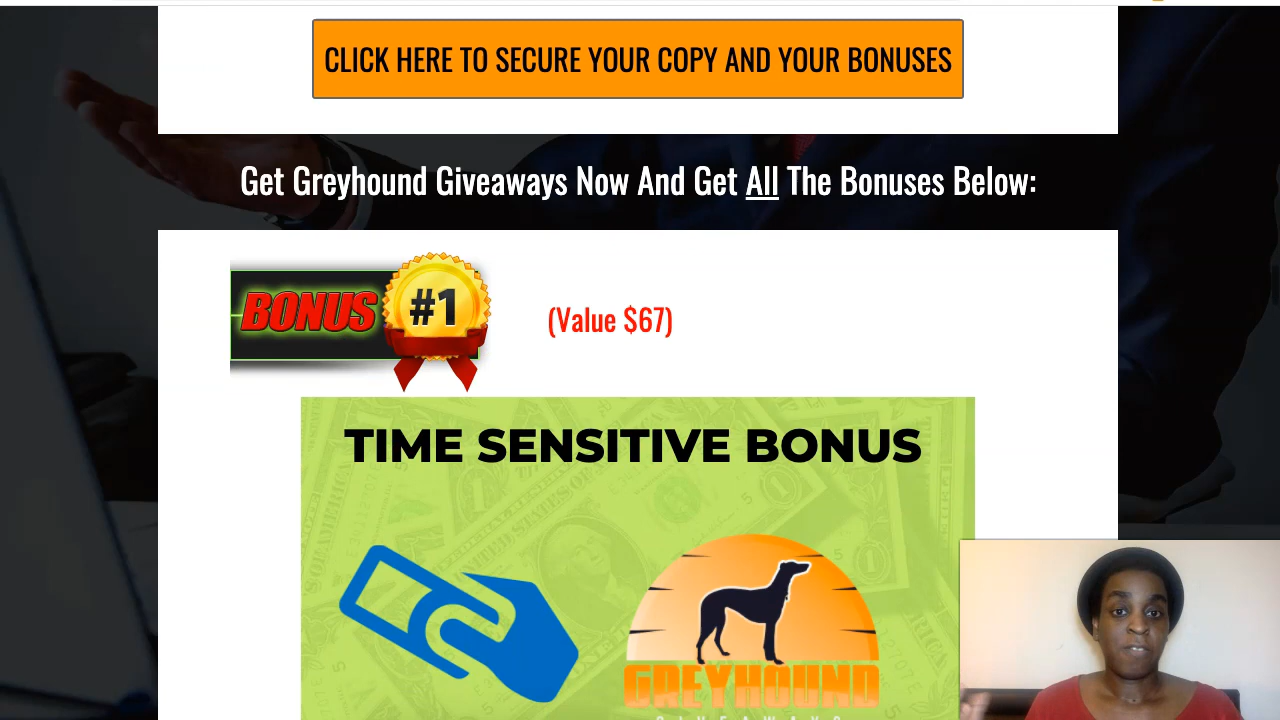 CLICK HERE TO SECURE YOUR COPY AND YOUR BONUSES
Get Greyhound Giveaways Now And Get All The Bonuses Below:
BONUS #1
(Value $67)
TIME SENSITIVE BONUS
GREYHOUND